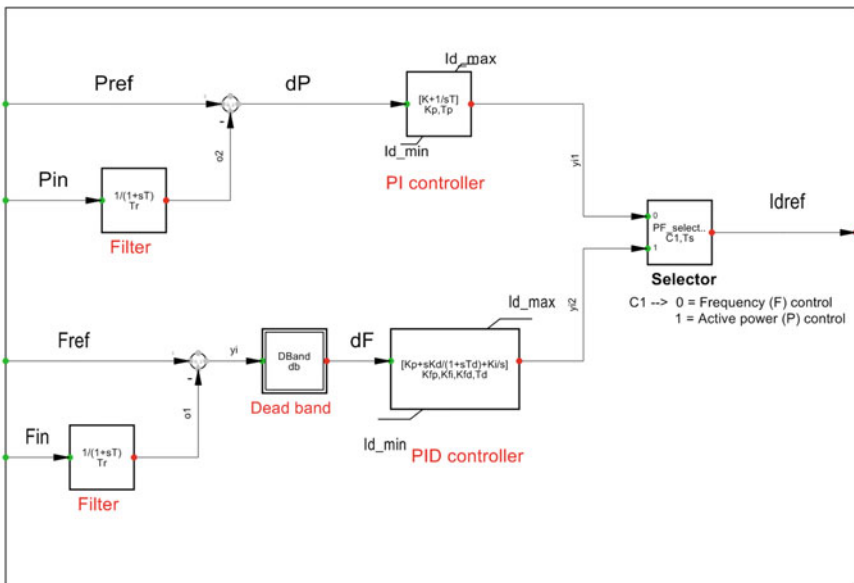 Id_max
Pref
dP
[K+1/sT]
Kp,Tp
-
o2
Id_min
yi1
Pin
1/(1+sT)
Tr
Filter
PI controller
Idref
0
PF_select..
C1,Ts
1
Selector
C1 --> 0 = Frequency (F) control
1 = Active power (P) control
yi2
Id_max
Fref
yi
DBand
db
dF
[Kp+sKd/(1+sTd)+Ki/s]
Kfp,Kfi,Kfd,Td
-
o1
Dead band
Id_min
PID controller
Fin
1/(1+sT)
Tr
Filter